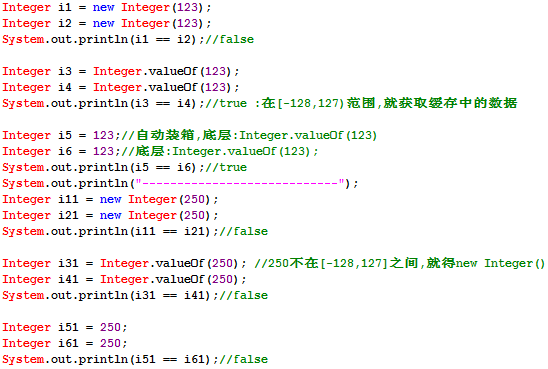 Integer i1 = new Integer(123);
Integer i2 = new Integer(123);
System.out.println(i1 == i2);//false
Integer i3 = Integer.valueOf(123);
Integer i4 = Integer.valueOf(123);
System.out.println(i3 == i4);//true :在[-128,127)范围,就获取缓存中的数据
Integer i5 = 123;//自动装箱,底层:Integer.valueOf(123)
Integer i6 = 123;//底层:Integer.valueOf(123);
System.out.println(i5 == i6);//true
System.out.println("----------------------------");
Integer i11 = new Integer(250);
Integer i21 = new Integer(250);
System.out.println(i11 == i21);//false
Integer i31 = Integer.valueOf(250); //250不在[-128,127]之间,就得new Integer()
Integer i41 = Integer.valueOf(250);
System.out.println(i31 == i41);//false
Integer i51 = 250;
Integer i61 = 250;
System.out.println(i51 == i61);//false